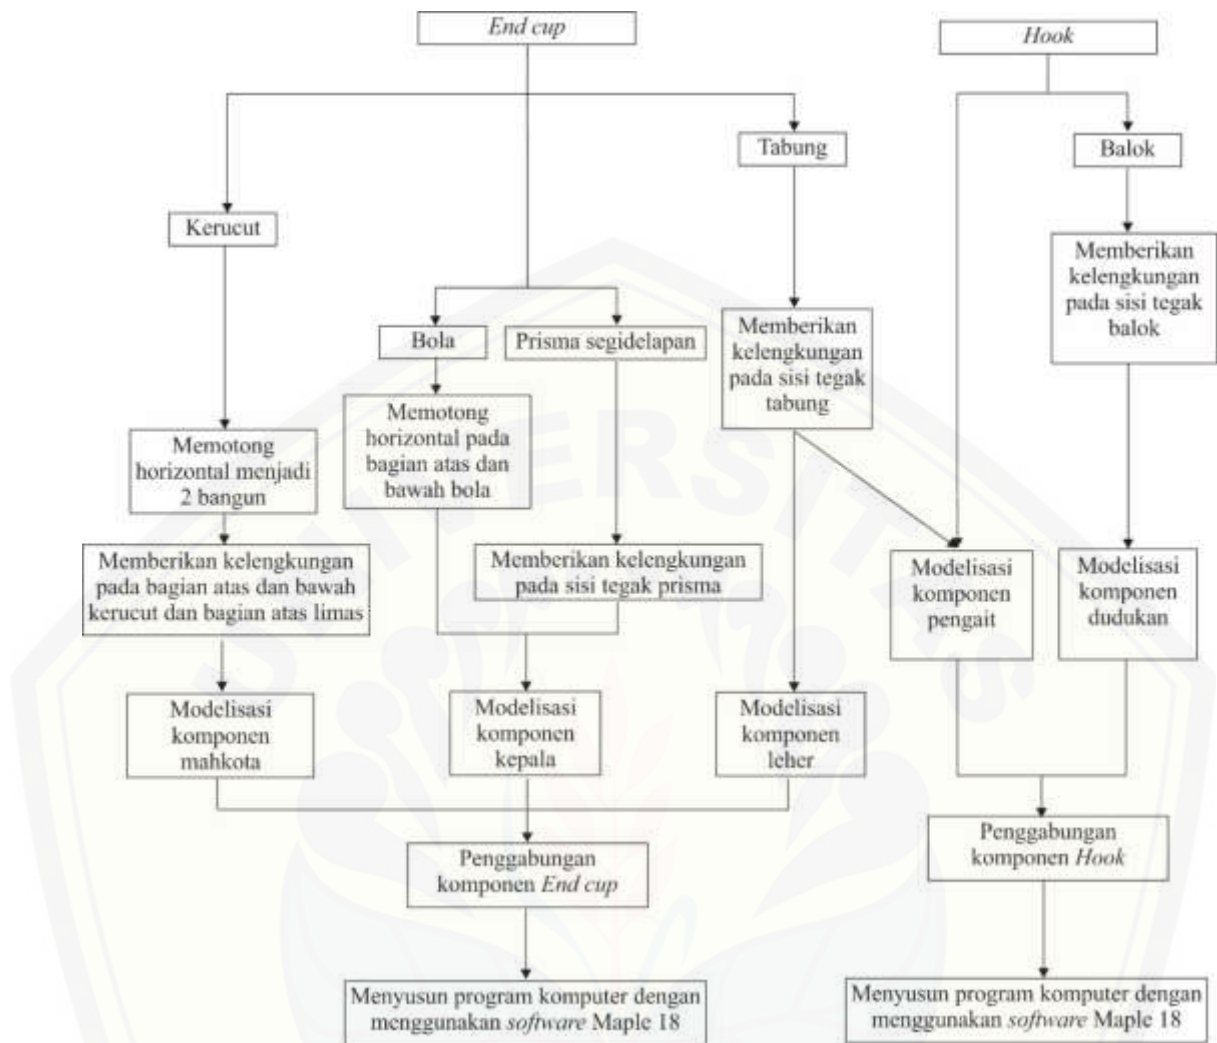 End cup
Hook
Tabung
Balok
Kerucut
Memberikan
kelengkungan
pada sisi tegak
balok
Bola
Prisma segidelapan
Memberikan
kelengkungan
pada sisi tegak
tabung
Memotong
horizontal menjadi
2 bangun
Memotong
horizontal pada
bagian atas dan
bawah bola
Memberikan kelengkungan
pada bagian atas dan bawah
kerucut dan bagian atas limas
Memberikan kelengkungan
pada sisi tegak prisma
Modelisasi
komponen
pengait
Modelisasi
komponen
dudukan
Modelisasi
komponen
mahkota
Modelisasi
komponen
kepala
Modelisasi
komponen
leher
Penggabungan
komponen End cup
Penggabungan
komponen Hook
Menyusun program komputer dengan
menggunakan software Maple 18
Menyusun program komputer dengan
menggunakan software Maple 18
UNIVERSITAS